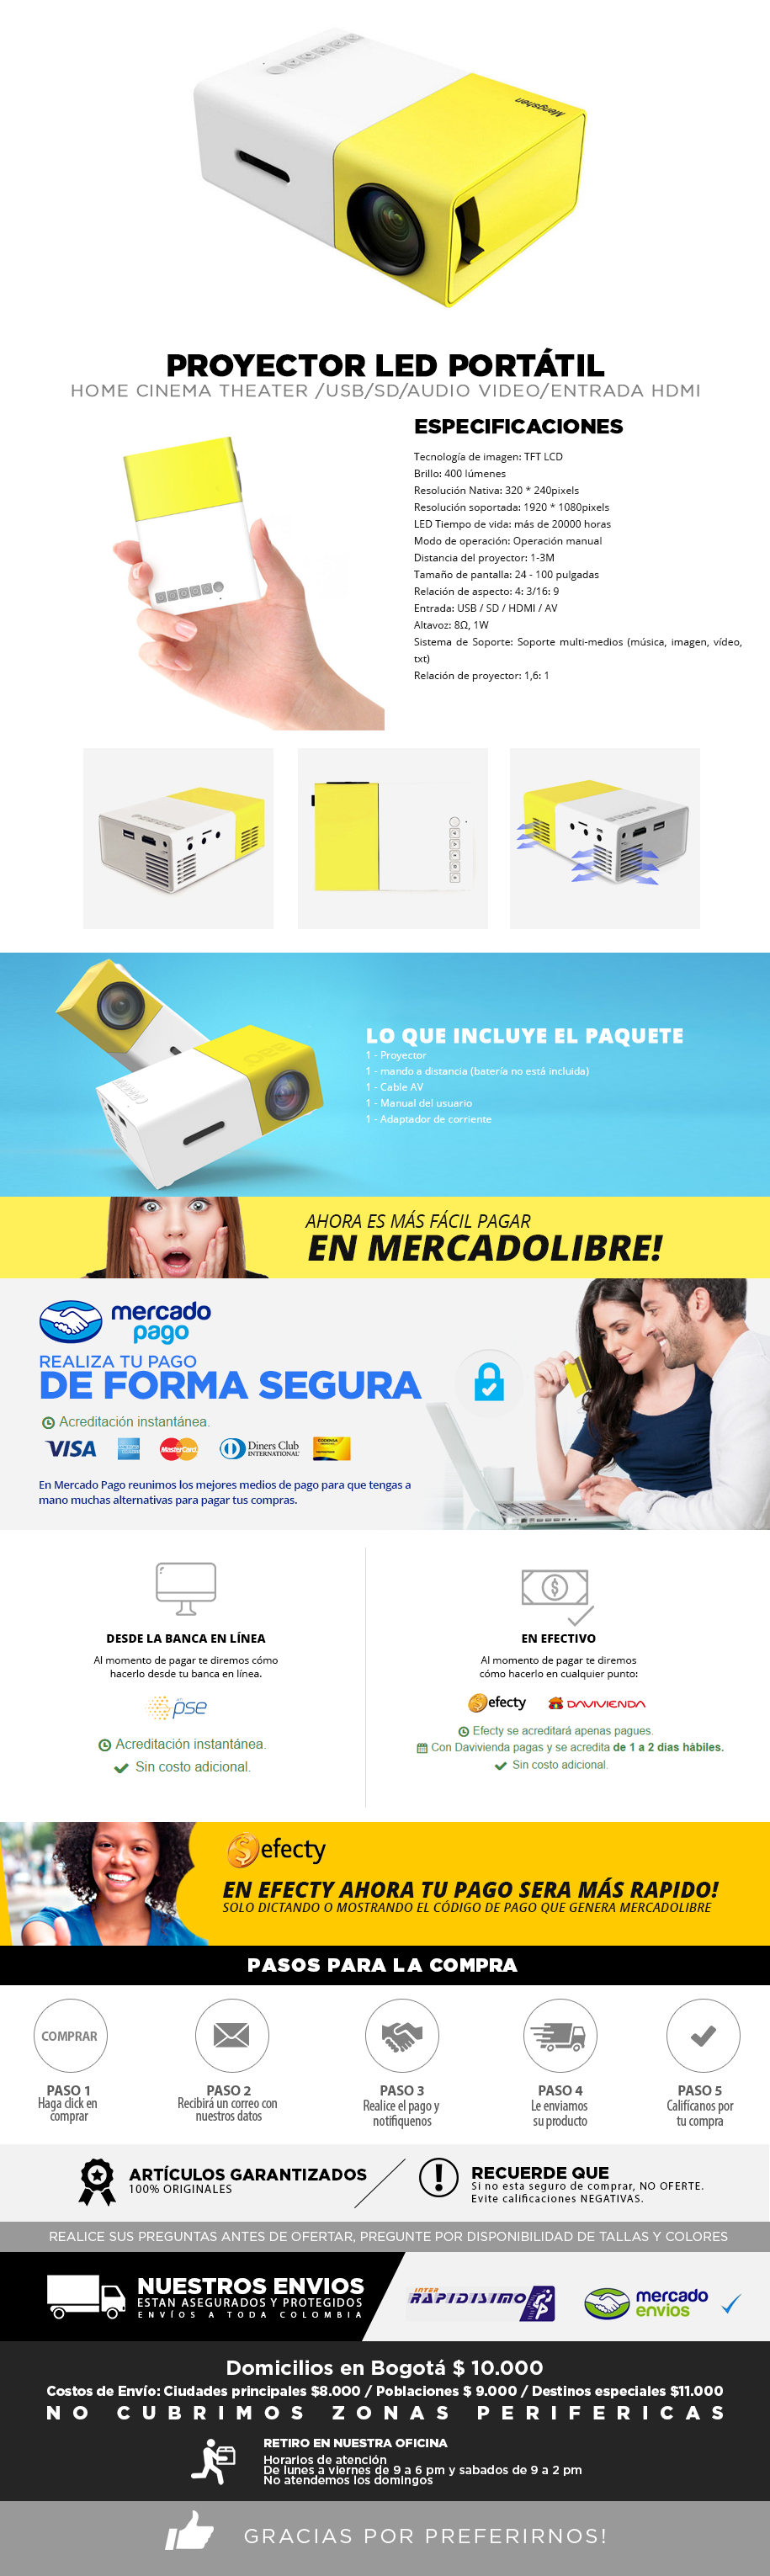 Mengshen
PROYECTOR LED PORTÁTIL
HOME CINEMA THEATER /USB/SD/AUDIO VIDEO/ENTRADA HDMI
ESPECIFICACIONES
Tecnología de imagen: TFT LCD
Brillo: 400 lúmenes
Resolución Nativa: 320 * 240pixels
Resolución soportada: 1920 * 1080pixels
LED Tiempo de vida: más de 20000 horas
Modo de operación: Operación manual
Distancia del proyector: 1-3M
Tamaño de pantalla: 24 - 100 pulgadas
Relación de aspecto: 4: 3/16: 9
Entrada: USB / SD / HDMI / AV
Altavoz: 8Ω, 1W
Sistema de Soporte: Soporte multi-medios (música, imagen, vídeo,
txt)
Relación de proyector: 1,6: 1
LO QUE INCLUYE EL PAQUETE
1 - Proyector
1 - mando a distancia (batería no está incluida)
1 - Cable AV
1 - Manual del usuario
1 - Adaptador de corriente
AHORA ES MÁS FÁCIL PAGAR
EN MERCADOLIBRE!
mercado
pago
REALIZA TU PAGO
DE FORMA SEGURA
Acreditación instantánea.
VISA
MasterCard
Diners Club
INTERNATIONAL
CODENSA
En Mercado Pago reunimos los mejores medios de pago para que tengas a
mano muchas alternativas para pagar tus compras.
DESDE LA BANCA EN LÍNEA
Al momento de pagar te diremos cómo
hacerlo desde tu banca en línea.
pse
Acreditación instantánea.
Sin costo adicional.
EN EFECTIVO
Al momento de pagar te diremos
cómo hacerlo en cualquier punto:
efecty
DAVIVIENDA
Efecty se acreditará apenas pagues.
Con Davivienda pagas y se acredita de 1 a 2 días hábiles.
Sin costo adicional.
efecty
EN EFECTY AHORA TU PAGO SERA MÁS RAPIDO!
SOLO DICTANDO O MOSTRANDO EL CÓDIGO DE PAGO QUE GENERA MERCADOLIBRE
PASOS PARA LA COMPRA
COMPRAR
PASO 1
Haga click en
comprar
PASO 2
Recibirá un correo con
nuestros datos
PASO 3
Realice el pago y
notifiquenos
PASO 4
Le enviamos
su producto
PASO 5
Califícanos por
tu compra
ARTÍCULOS GARANTIZADOS
100% ORIGINALES
RECUERDE QUE
Si no esta seguro de comprar, NO OFERTE.
Evite calificaciones NEGATIVAS.
REALICE SUS PREGUNTAS ANTES DE OFERTAR, PREGUNTE POR DISPONIBILIDAD DE TALLAS Y COLORES
NUESTROS ENVIOS
ESTAN ASEGURADOS Y PROTEGIDOS
ENVÍOS A TODA COLOMBIA
INTER
RAPIDISIMO
mercado
envios
Domicilios en Bogotá $ 10.000
Costos de Envío: Ciudades principales $8.000 / Poblaciones $ 9.000 / Destinos especiales $11.000
NO CUBRIMOS ZONAS PERIFERICAS
RETIRO EN NUESTRA OFICINA
Horarios de atención
De lunes a viernes de 9 a 6 pm y sabados de 9 a 2 pm
No atendemos los domingos
GRACIAS POR PREFERIRNOS!